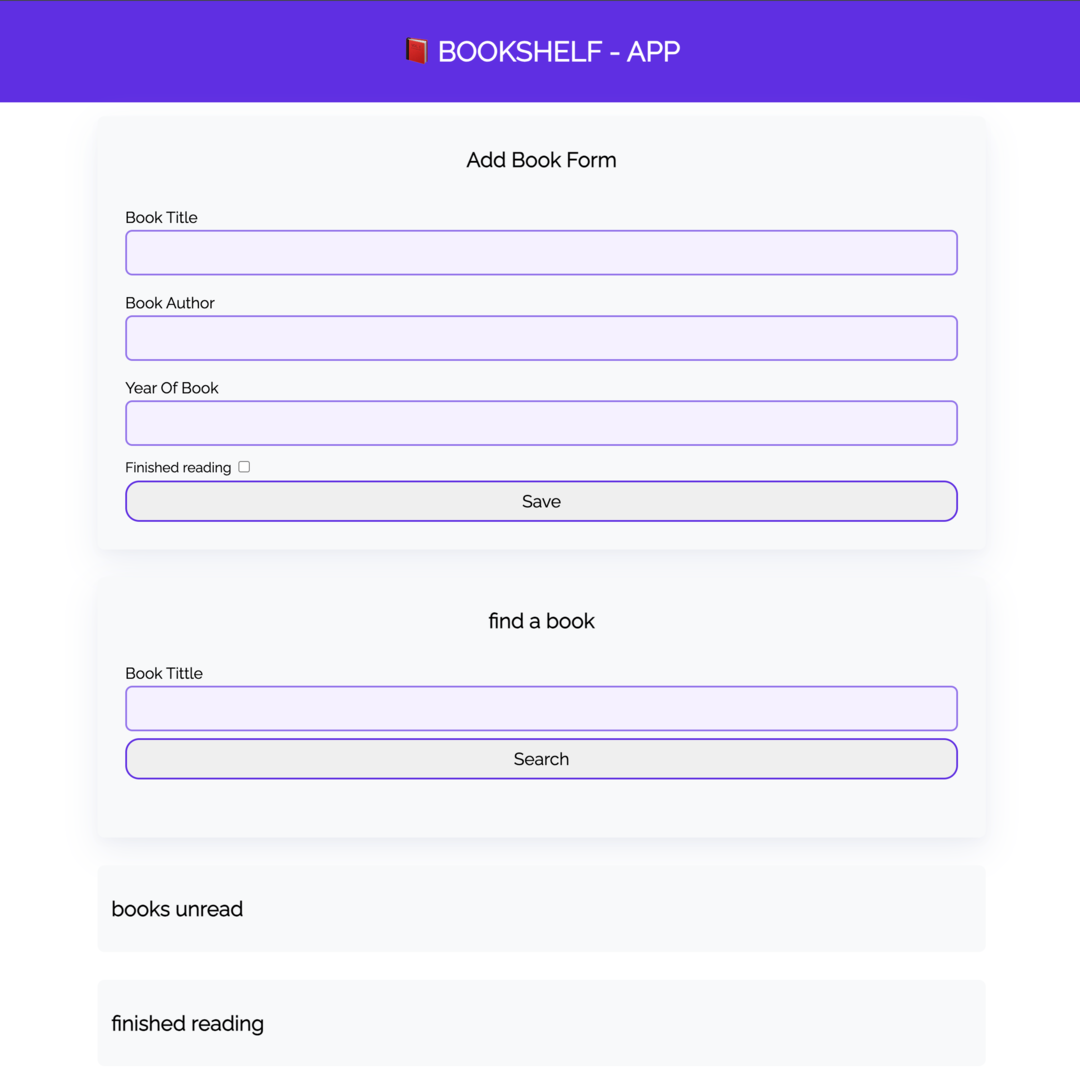 BOOKSHELF - APP
Add Book Form
Book Title
Book Author
Year Of Book
Finished reading
Save
find a book
Book Tittle
Search
books unread
finished reading